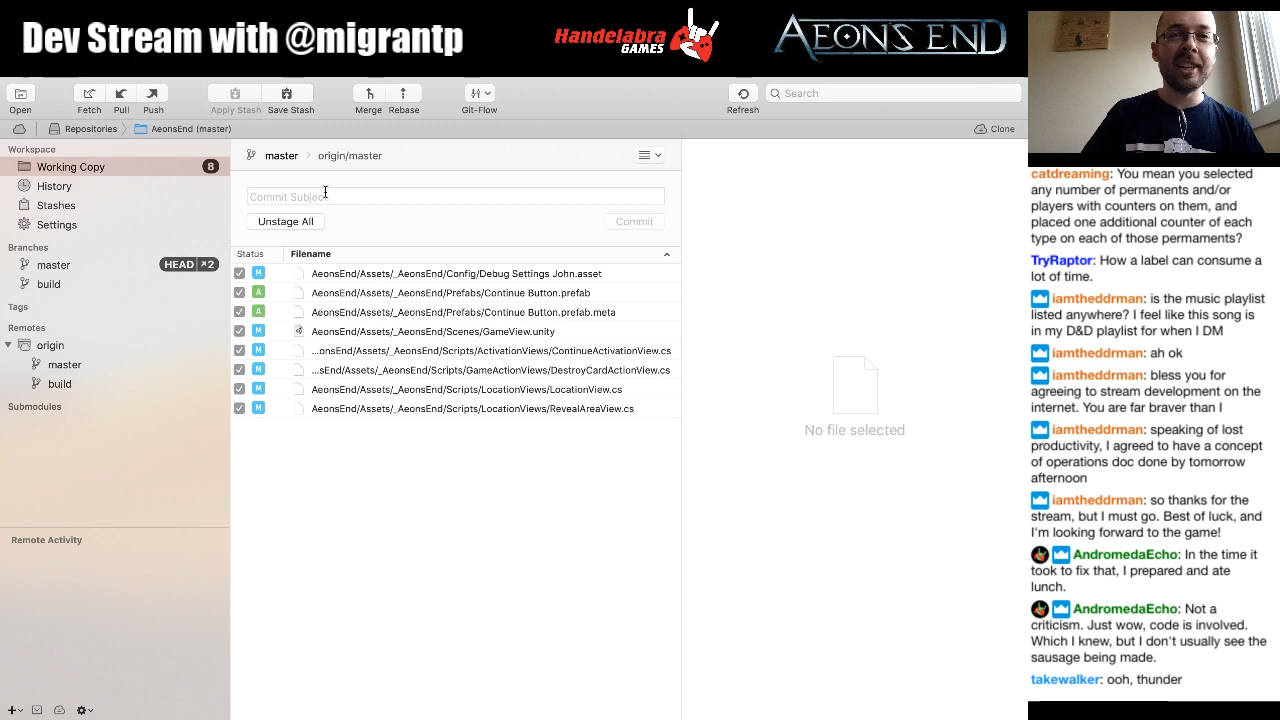 Dev Stream with @migrantp
Handelabra
GAMES
AEON'S END
Open
Fetch
Pull
Push
Apply Stash
Save Stash
Merge
Rebase
Git-Flow
Refresh
Search
Repositories
AeonsEnd (master)
Clone
Workspace
Working Copy
8
History
Stashes
Settings
Branches
master
HEAD ↗2
build
Tags
Remotes
origin
master
build
Submodules
Remote Activity
master › origin/master
Commit Subject
Unstage All
Commit
Status
Filename
M AeonsEnd/Assets/_AeonsEnd/Config/Debug Settings John.asset
A AeonsEnd/Assets/_AeonsEnd/Prefabs/Continue Button.prefab
A AeonsEnd/Assets/_AeonsEnd/Prefabs/Continue Button.prefab.meta
M AeonsEnd/Assets/_AeonsEnd/Scenes/GameView.unity
M ...onsEnd/Assets/_AeonsEnd/Scripts/ActivationViews/ContinueActivationView.cs
M ...sEnd/Assets/_AeonsEnd/Scripts/GameActionViews/DestroyCardActionView.cs
M AeonsEnd/Assets/_AeonsEnd/Scripts/LocationViews/LocationView.cs
M AeonsEnd/Assets/_AeonsEnd/Scripts/LocationViews/RevealAreaView.cs
No file selected
catdreaming: You mean you selected
any number of permanents and/or
players with counters on them, and
placed one additional counter of each
type on each of those permaments?
TryRaptor: How a label can consume a
lot of time.
iamtheddrman: is the music playlist
listed anywhere? I feel like this song is
in my D&D playlist for when I DM
iamtheddrman: ah ok
iamtheddrman: bless you for
agreeing to stream development on the
internet. You are far braver than I
iamtheddrman: speaking of lost
productivity, I agreed to have a concept
of operations doc done by tomorrow
afternoon
iamtheddrman: so thanks for the
stream, but I must go. Best of luck, and
I'm looking forward to the game!
AndromedaEcho: In the time it
took to fix that, I prepared and ate
lunch.
AndromedaEcho: Not a
criticism. Just wow, code is involved.
Which I knew, but I don't usually see the
sausage being made.
takewalker: ooh, thunder